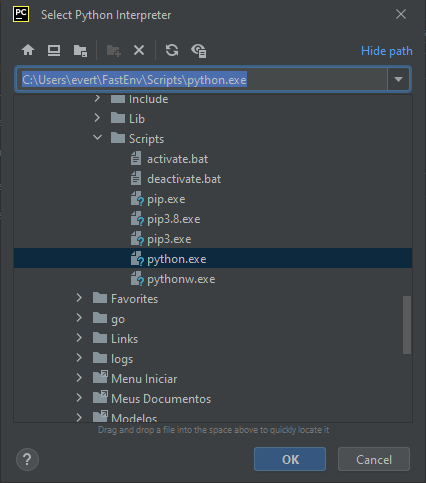 PC
Select Python Interpreter
Hide path
C:\Users\evert\FastEnv\Scripts\python.exe
Include
Lib
Scripts
activate.bat
deactivate.bat
pip.exe
pip3.8.exe
pip3.exe
python.exe
pythonw.exe
Favorites
go
Links
logs
Menu Iniciar
Meus Documentos
Modelos
Drag and drop a file into the space above to quickly locate it
?
OK
Cancel